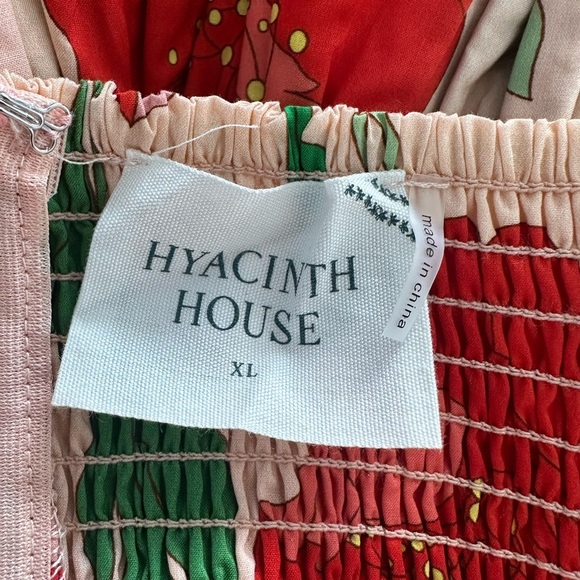 HYACINTH
HOUSE
XL
made in china